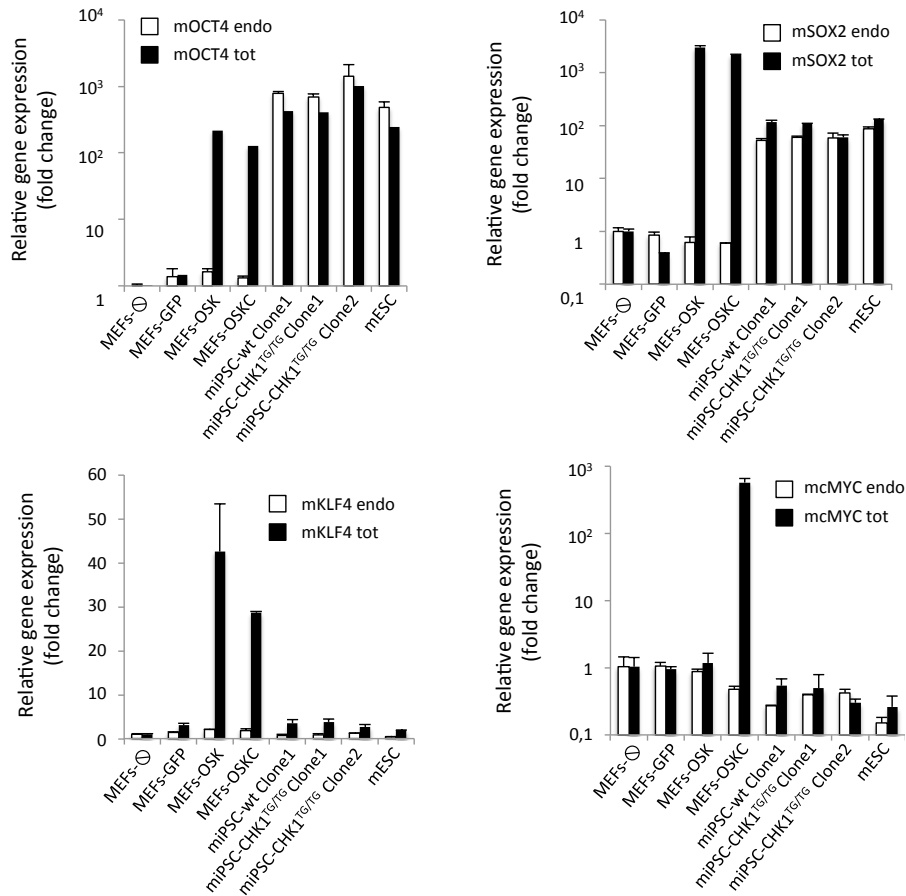 mOCT4 endo
mOCT4 tot
Relative gene expression
(fold change)
10⁴
10³
10²
10
1
MEFs-⦸
MEFs-GFP
MEFs-OSK
MEFs-OSKC
miPSC-wt Clone1
miPSC-CHK1ᵀᴳ/ᵀᴳ Clone1
miPSC-CHK1ᵀᴳ/ᵀᴳ Clone2
mESC
mSOX2 endo
mSOX2 tot
Relative gene expression
(fold change)
10⁴
10³
10²
10
1
0,1
MEFs-⦸
MEFs-GFP
MEFs-OSK
MEFs-OSKC
miPSC-wt Clone1
miPSC-CHK1ᵀᴳ/ᵀᴳ Clone1
miPSC-CHK1ᵀᴳ/ᵀᴳ Clone2
mESC
mKLF4 endo
mKLF4 tot
Relative gene expression
(fold change)
60
50
40
30
20
10
0
MEFs-⦸
MEFs-GFP
MEFs-OSK
MEFs-OSKC
miPSC-wt Clone1
miPSC-CHK1ᵀᴳ/ᵀᴳ Clone1
miPSC-CHK1ᵀᴳ/ᵀᴳ Clone2
mESC
mcMYC endo
mcMYC tot
Relative gene expression
(fold change)
10³
10²
10
1
0,1
MEFs-⦸
MEFs-GFP
MEFs-OSK
MEFs-OSKC
miPSC-wt Clone1
miPSC-CHK1ᵀᴳ/ᵀᴳ Clone1
miPSC-CHK1ᵀᴳ/ᵀᴳ Clone2
mESC